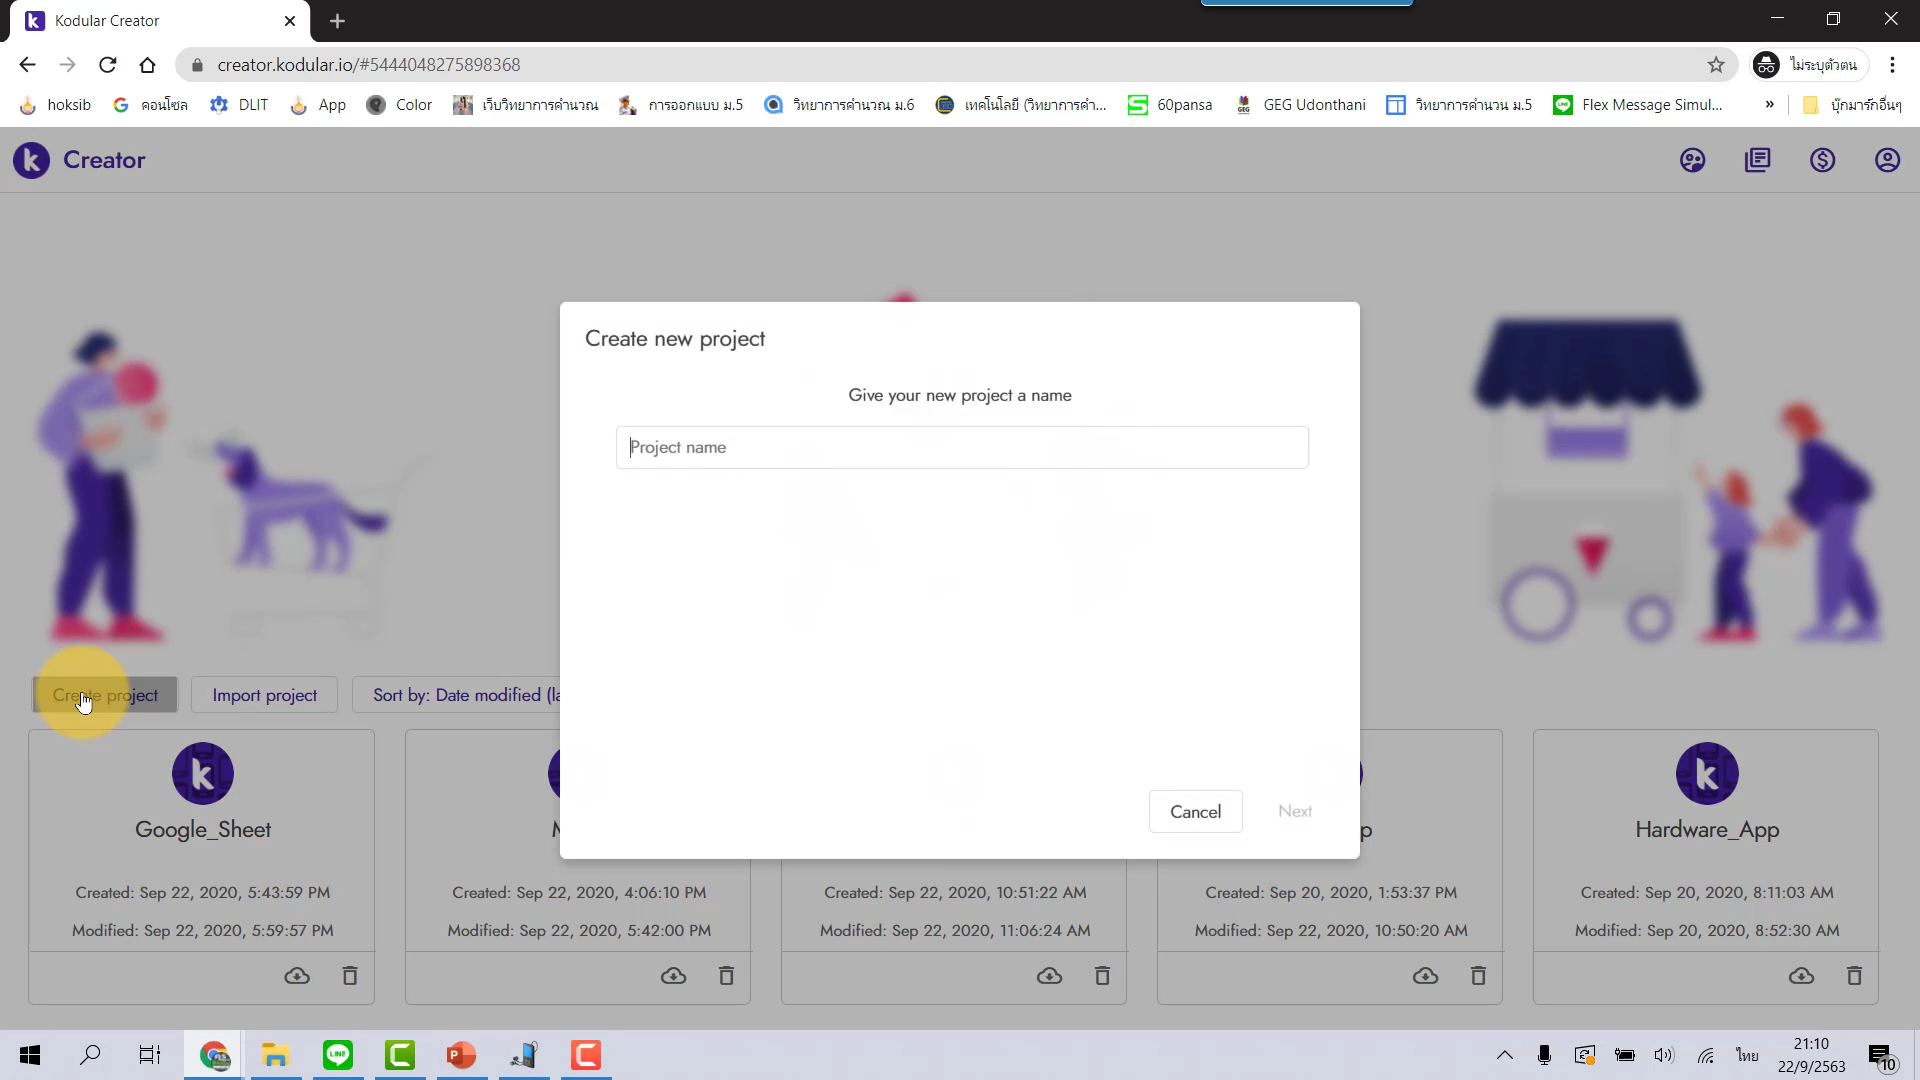 Kodular Creator
creator.kodular.io/#5444048275898368
ไม่ระบุตัวตน
hoksib
คอนโซล
DLIT
App
Color
เว็บวิทยาการคำนวณ
การออกแบบ ม.5
วิทยาการคำนวณ ม.6
เทคโนโลยี (วิทยาการคำ...
60pansa
GEG Udonthani
วิทยาการคำนวน ม.5
Flex Message Simul...
»
บุ๊กมาร์กอื่นๆ
Creator
Create new project
Give your new project a name
Project name
Cancel
Next
Create project
Import project
Sort by: Date modified (la
Google_Sheet
Created: Sep 22, 2020, 5:43:59 PM
Modified: Sep 22, 2020, 5:59:57 PM
Created: Sep 22, 2020, 4:06:10 PM
Modified: Sep 22, 2020, 5:42:00 PM
Created: Sep 22, 2020, 10:51:22 AM
Modified: Sep 22, 2020, 11:06:24 AM
p
Created: Sep 20, 2020, 1:53:37 PM
Modified: Sep 22, 2020, 10:50:20 AM
Hardware_App
Created: Sep 20, 2020, 8:11:03 AM
Modified: Sep 20, 2020, 8:52:30 AM
ไทย
21:10
22/9/2563
10